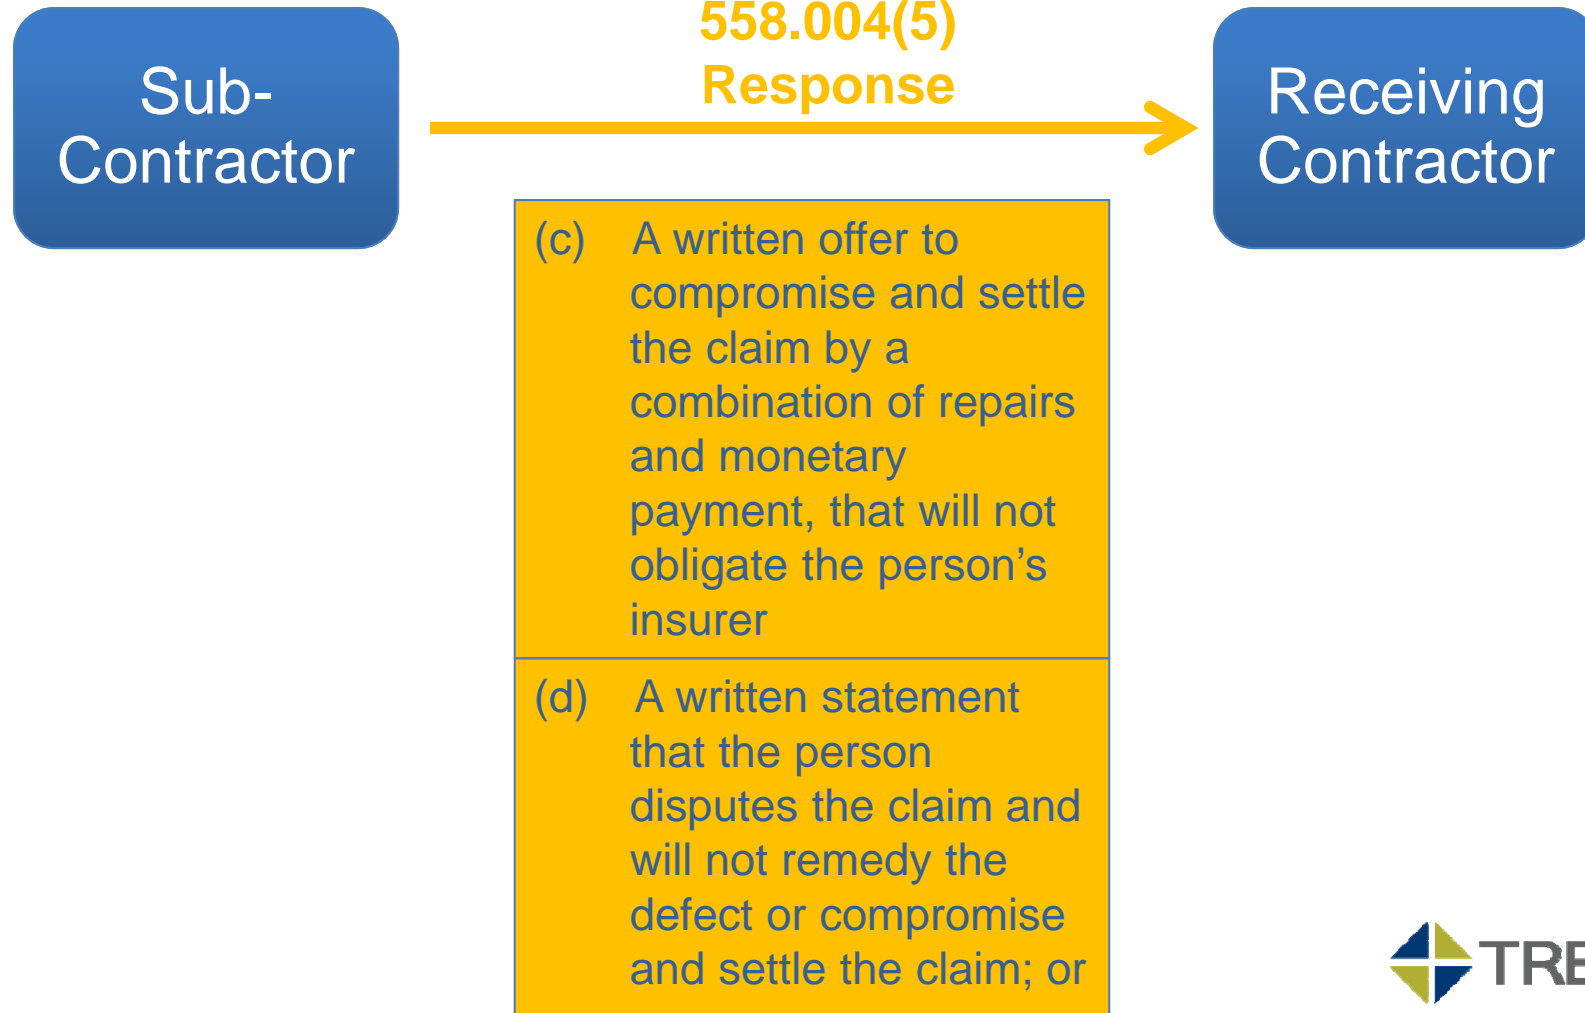 558.004(5)
Response
Sub-
Contractor
Receiving
Contractor
(c) A written offer to
compromise and settle
the claim by a
combination of repairs
and monetary
payment, that will not
obligate the person’s
insurer
(d) A written statement
that the person
disputes the claim and
will not remedy the
defect or compromise
and settle the claim; or